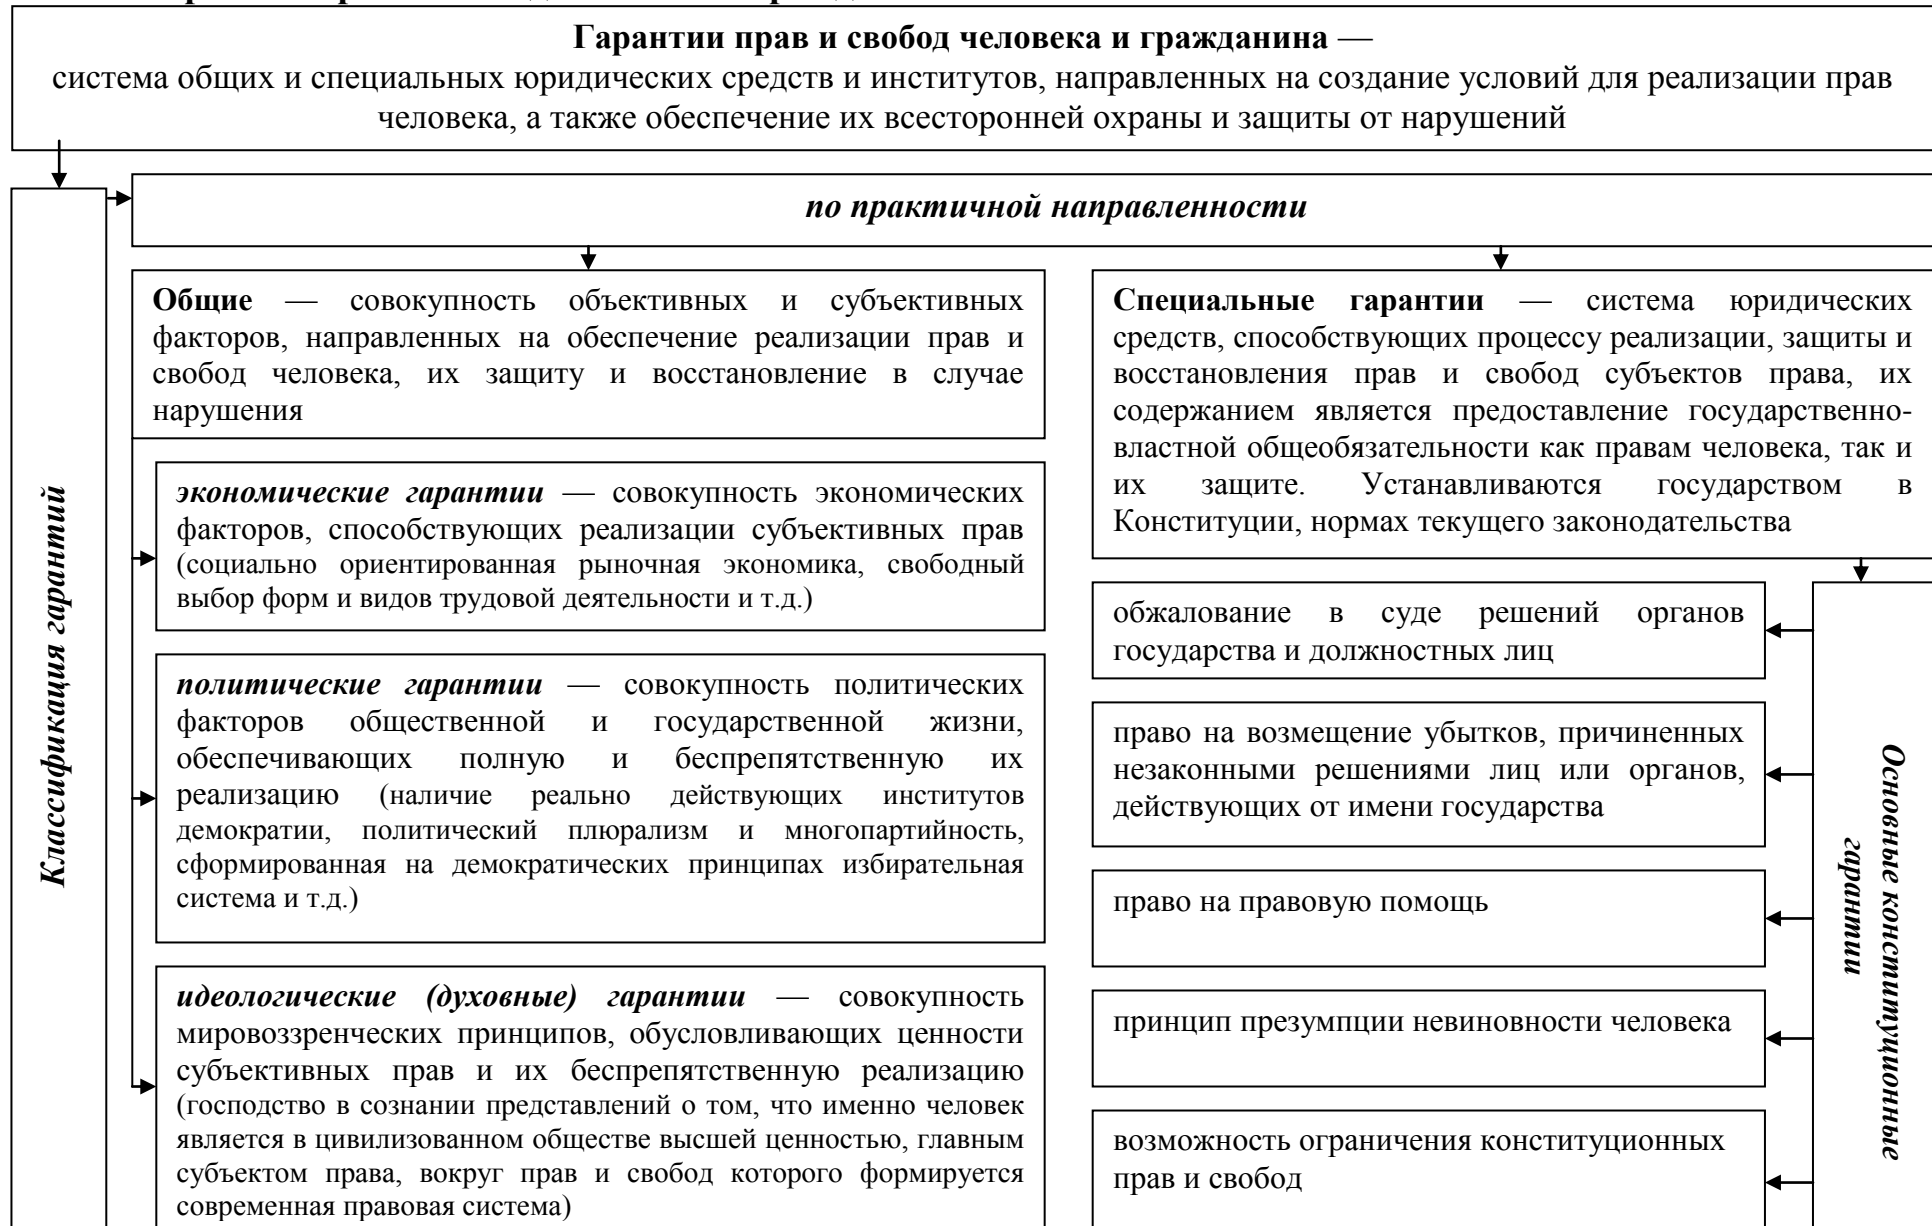 Гарантии прав и свобод человека и гражданина —
система общих и специальных юридических средств и институтов, направленных на создание условий для реализации прав
человека, а также обеспечение их всесторонней охраны и защиты от нарушений
Классификация гарантий
по практичной направленности
Общие — совокупность объективных и субъективных
факторов, направленных на обеспечение реализации прав и
свобод человека, их защиту и восстановление в случае
нарушения
экономические гарантии — совокупность экономических
факторов, способствующих реализации субъективных прав
(социально ориентированная рыночная экономика, свободный
выбор форм и видов трудовой деятельности и т.д.)
политические гарантии — совокупность политических
факторов общественной и государственной жизни,
обеспечивающих полную и беспрепятственную их
реализацию (наличие реально действующих институтов
демократии, политический плюрализм и многопартийность,
сформированная на демократических принципах избирательная
система и т.д.)
идеологические (духовные) гарантии — совокупность
мировоззренческих принципов, обусловливающих ценности
субъективных прав и их беспрепятственную реализацию
(господство в сознании представлений о том, что именно человек
является в цивилизованном обществе высшей ценностью, главным
субъектом права, вокруг прав и свобод которого формируется
современная правовая система)
Специальные гарантии — система юридических
средств, способствующих процессу реализации, защиты и
восстановления прав и свобод субъектов права, их
содержанием является предоставление государственно-
властной общеобязательности как правам человека, так и
их защите. Устанавливаются государством в
Конституции, нормах текущего законодательства
Основные конституционные
гарантии
обжалование в суде решений органов
государства и должностных лиц
право на возмещение убытков, причиненных
незаконными решениями лиц или органов,
действующих от имени государства
право на правовую помощь
принцип презумпции невиновности человека
возможность ограничения конституционных
прав и свобод